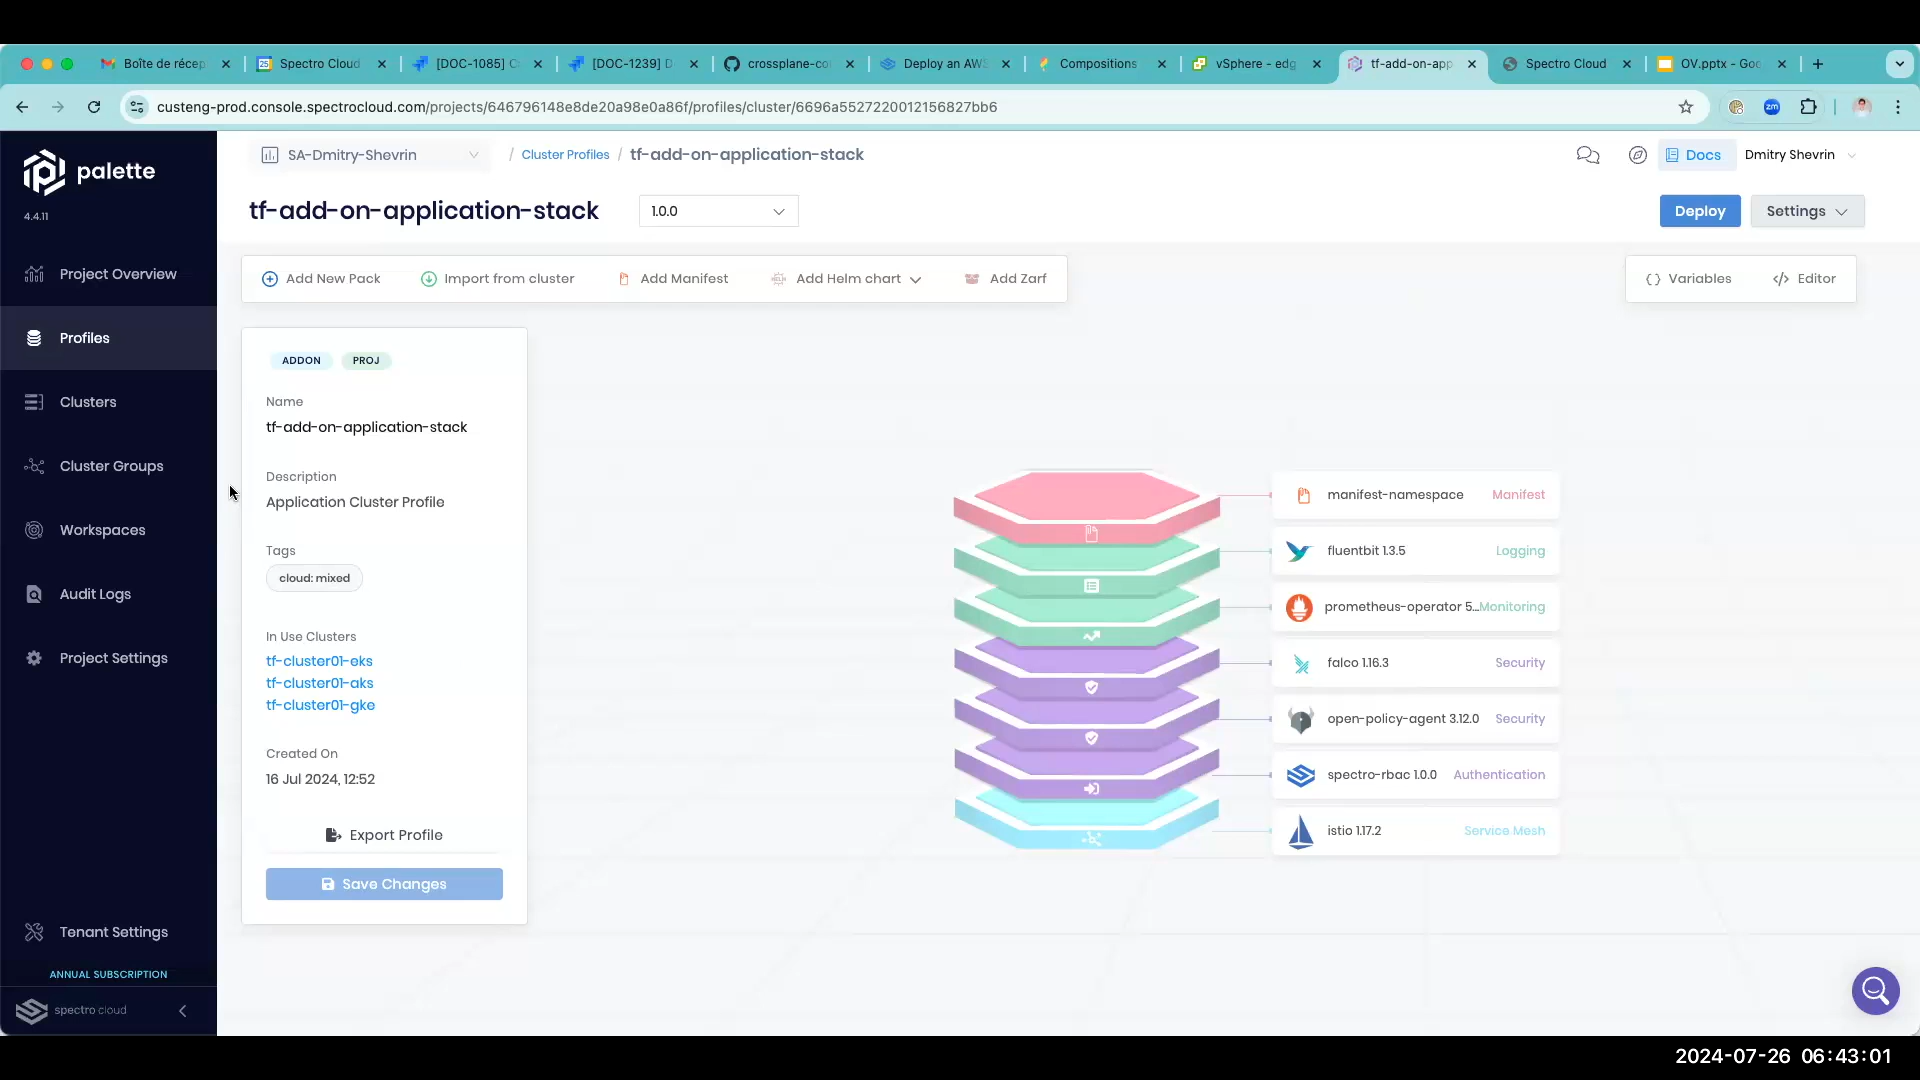 Boîte de récep
Spectro Cloud
[DOC-1085] C
[DOC-1239] D
crossplane-co
Deploy an AWS
Compositions
vSphere - edg
tf-add-on-app
Spectro Cloud
OV.pptx - Goo
custeng-prod.console.spectrocloud.com/projects/646796148e8de20a98e0a86f/profiles/cluster/6696a5527220012156827bb6
palette
4.4.11
SA-Dmitry-Shevrin / Cluster Profiles / tf-add-on-application-stack
Docs
Dmitry Shevrin
tf-add-on-application-stack
1.0.0
Deploy
Settings
Project Overview
Profiles
Clusters
Cluster Groups
Workspaces
Audit Logs
Project Settings
Tenant Settings
ANNUAL SUBSCRIPTION
spectro cloud
Add New Pack
Import from cluster
Add Manifest
Add Helm chart
Add Zarf
Variables
Editor
ADDON PROJ
Name
tf-add-on-application-stack
Description
Application Cluster Profile
Tags
cloud: mixed
In Use Clusters
tf-cluster01-eks
tf-cluster01-aks
tf-cluster01-gke
Created On
16 Jul 2024, 12:52
Export Profile
Save Changes
manifest-namespace Manifest
fluentbit 1.3.5 Logging
prometheus-operator 5... Monitoring
falco 1.16.3 Security
open-policy-agent 3.12.0 Security
spectro-rbac 1.0.0 Authentication
istio 1.17.2 Service Mesh
2024-07-26 06:43:01